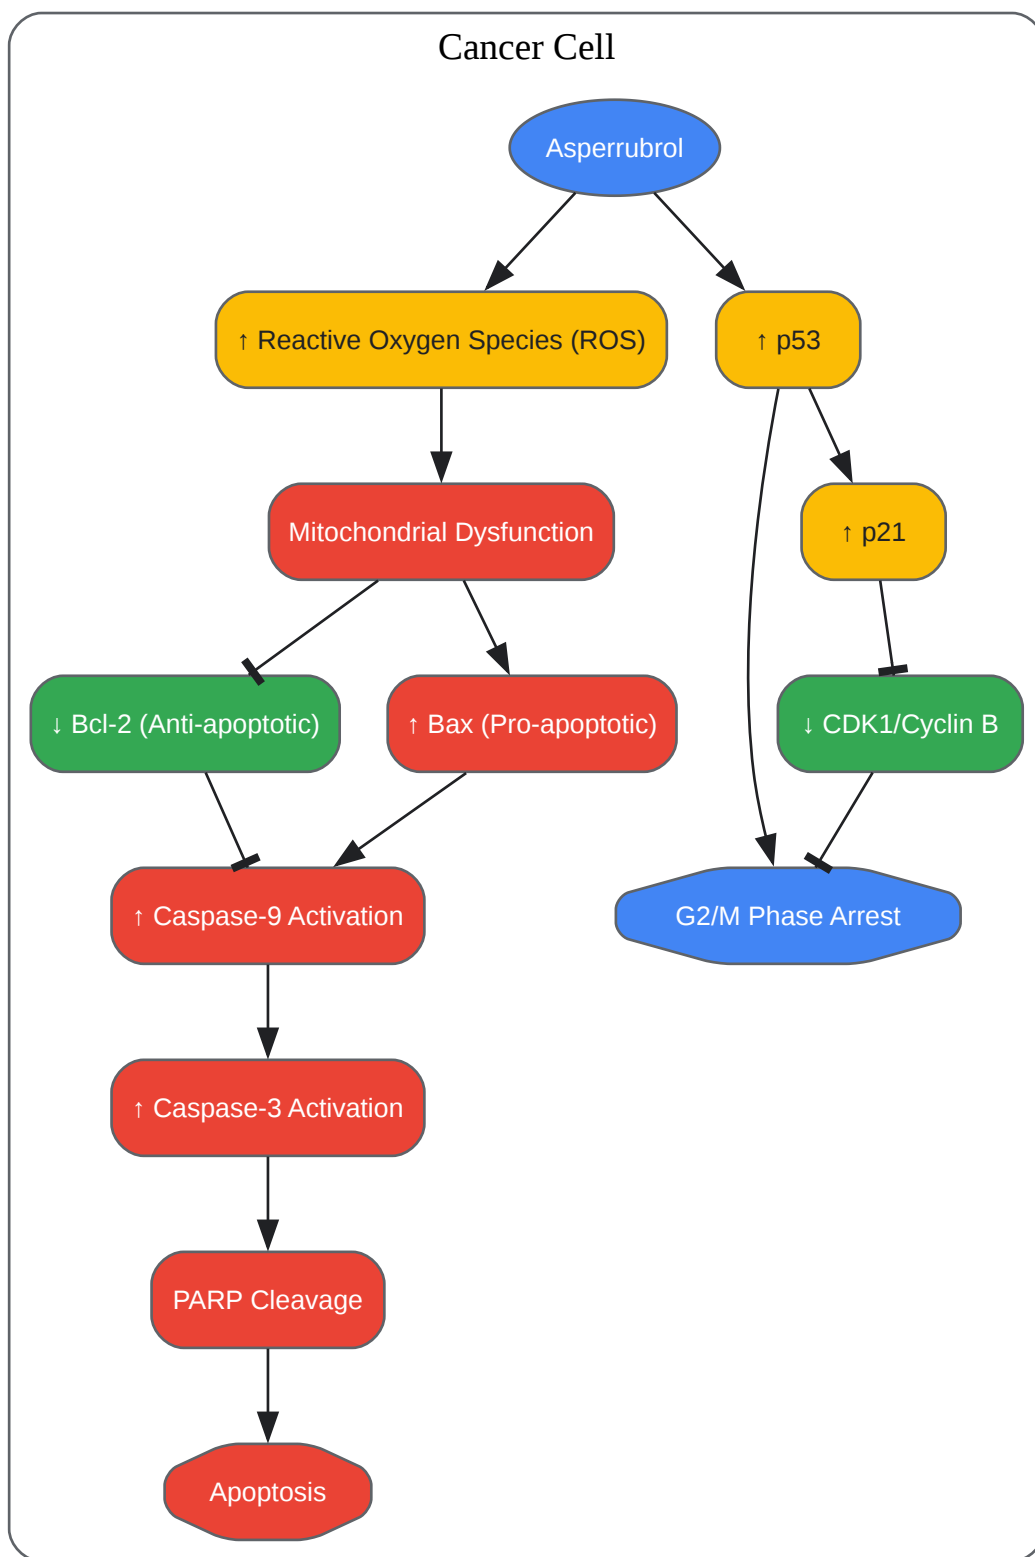 Cancer Cell
Asperrubrol
↑ Reactive Oxygen Species (ROS)
↑ p53
Mitochondrial Dysfunction
↑ p21
↓ Bcl-2 (Anti-apoptotic)
↑ Bax (Pro-apoptotic)
↓ CDK1/Cyclin B
↑ Caspase-9 Activation
G2/M Phase Arrest
↑ Caspase-3 Activation
PARP Cleavage
Apoptosis